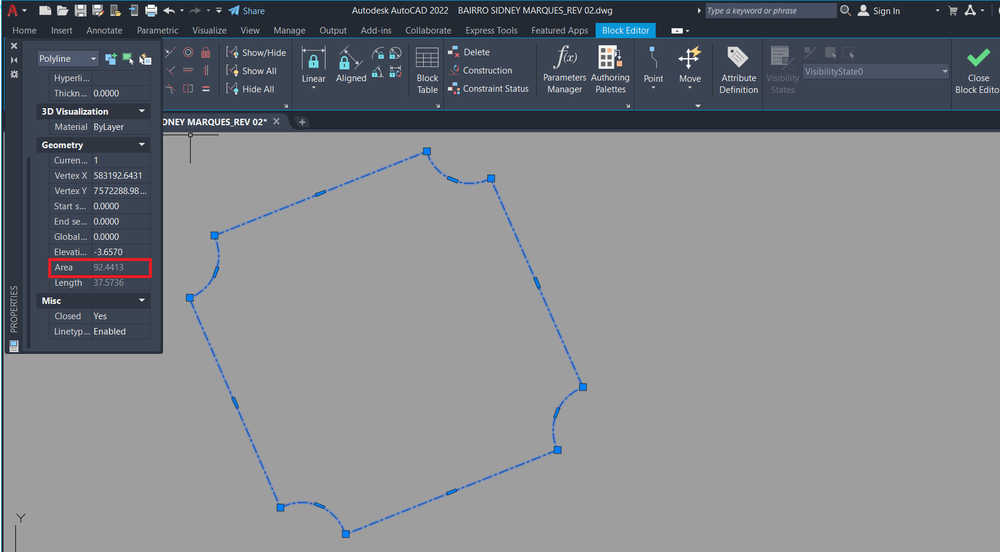 Share
Autodesk AutoCAD 2022 BAIRRO SIDNEY MARQUES_REV 02.dwg
Type a keyword or phrase
Sign In
Home Insert Annotate Parametric Visualize View Manage Output Add-ins Collaborate Express Tools Featured Apps Block Editor
Polyline
Hyperli...
Thickn... 0.0000
3D Visualization
Material ByLayer
Geometry
Curren... 1
Vertex X 583192.6431
Vertex Y 7572288.98...
Start s... 0.0000
End se... 0.0000
Global... 0.0000
Elevati... -3.6570
Area 92.4413
Length 37.5736
Misc
Closed Yes
Linetyp... Enabled
PROPERTIES
Show/Hide
Show All
Hide All
Linear
Aligned
Block
Table
Delete
Construction
Constraint Status
f(x)
Parameters
Manager
Authoring
Palettes
Point
Move
Attribute
Definition
Visibility
States
VisibilityState0
Close
Block Edito
DNEY MARQUES_REV 02*
Y